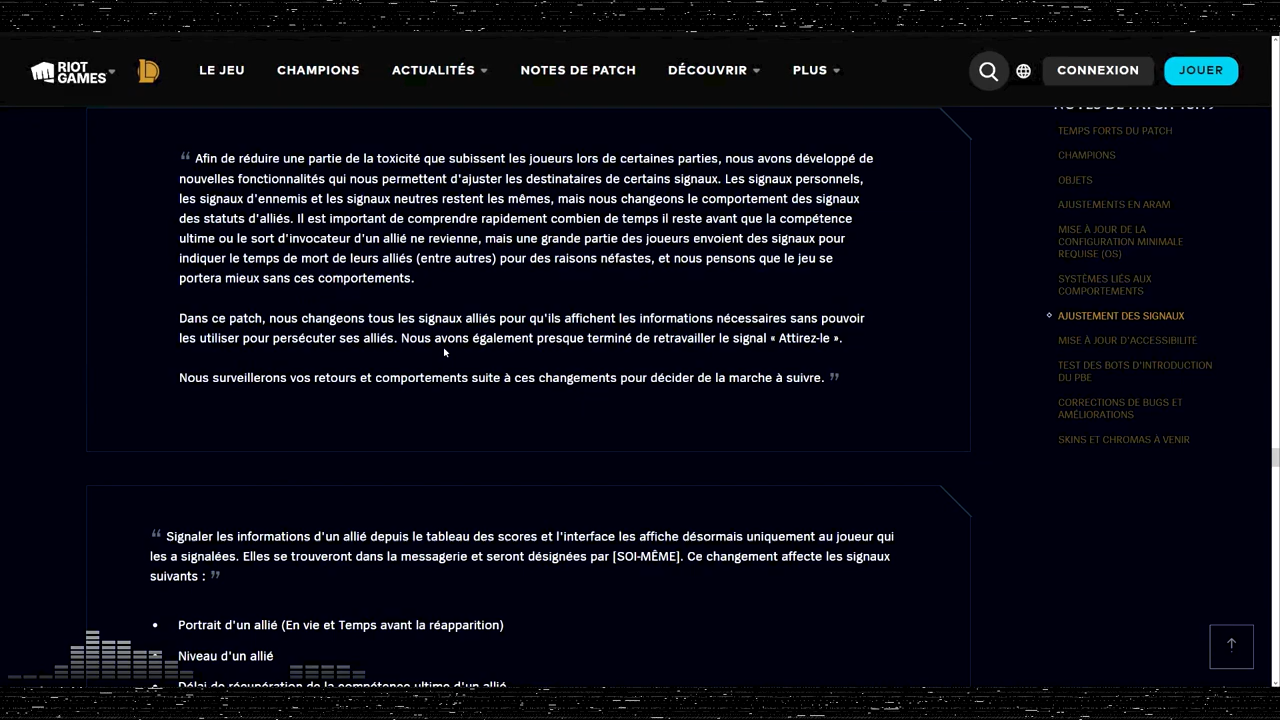 RIOT GAMES
LE JEU
CHAMPIONS
ACTUALITÉS
NOTES DE PATCH
DÉCOUVRIR
PLUS
CONNEXION
JOUER
“ Afin de réduire une partie de l'hostilité que subissent les joueurs lors de certaines parties, nous avons développé de
nouvelles fonctionnalités qui nous permettent d'ajuster les destinataires de certains signaux. Les signaux personnels,
les signaux d'ennemis et les signaux neutres restent les mêmes, mais nous changeons le comportement des signaux
des statuts d'alliés. Il est important de comprendre rapidement combien de temps il reste avant que la compétence
ultime ou le sort d'invocateur d'un allié ne revienne, mais une grande partie des joueurs envoient des signaux pour
indiquer le temps de mort de leurs alliés (entre autres) pour des raisons néfastes, et nous pensons que le jeu se
portera mieux sans ces comportements.
Dans ce patch, nous changeons tous les signaux alliés pour qu'ils affichent les informations nécessaires sans pouvoir
les utiliser pour persécuter ses alliés. Nous avons également presque terminé de retravailler le signal « Attirez-le ».
Nous surveillerons vos retours et comportements suite à ces changements pour décider de la marche à suivre. ”
“ Signaler les informations d'un allié depuis le tableau des scores et l'interface les affiche désormais uniquement au joueur qui
les a signalées. Elles se trouveront dans la messagerie et seront désignées par [SOI-MÊME]. Ce changement affecte les signaux
suivants : ”
• Portrait d'un allié (En vie et Temps avant la réapparition)
• Niveau d'un allié
• Délai de récupération de la compétence ultime d'un allié
TEMPS FORTS DU PATCH
CHAMPIONS
OBJETS
AJUSTEMENTS EN ARAM
MISE À JOUR DE LA
CONFIGURATION MINIMALE
REQUISE (OS)
SYSTÈMES LIÉS AUX
COMPORTEMENTS
AJUSTEMENT DES SIGNAUX
MISE À JOUR D'ACCESSIBILITÉ
TEST DES BOTS D'INTRODUCTION
DU PBE
CORRECTIONS DE BUGS ET
AMÉLIORATIONS
SKINS ET CHROMAS À VENIR